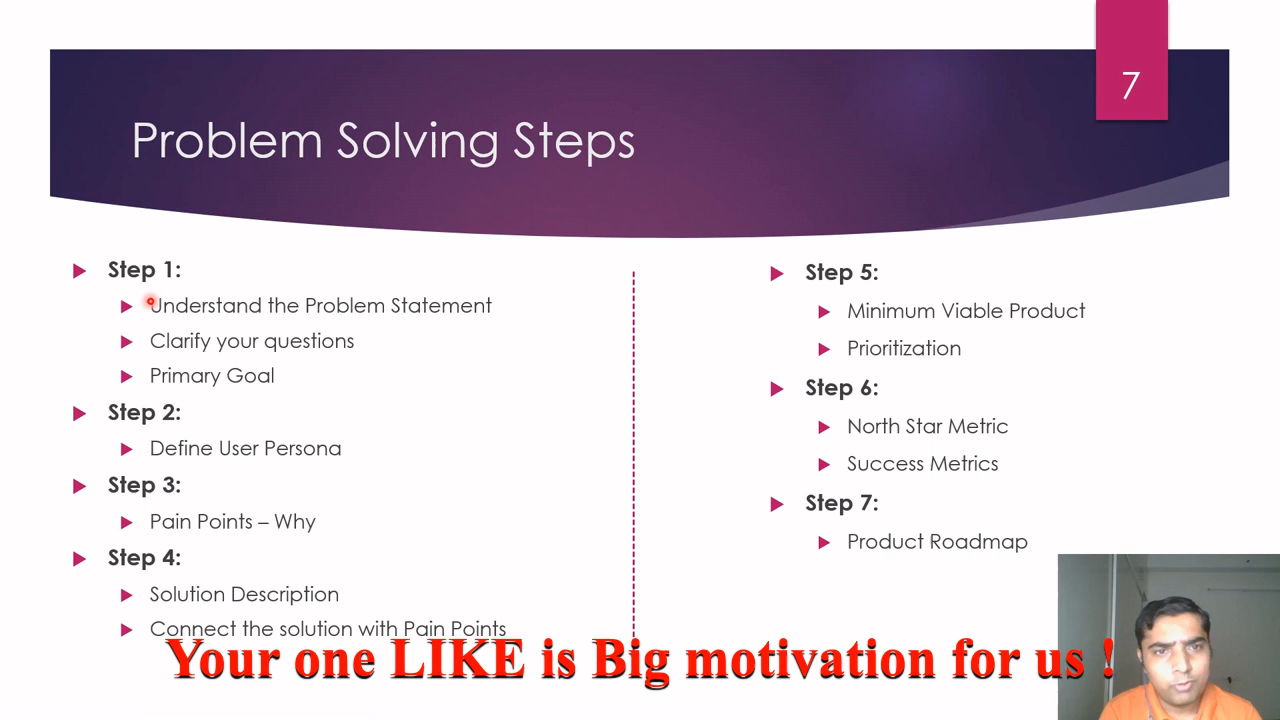 7
Problem Solving Steps
Step 1:
Understand the Problem Statement
Clarify your questions
Primary Goal
Step 2:
Define User Persona
Step 3:
Pain Points – Why
Step 4:
Solution Description
Connect the solution with Pain Points
Step 5:
Minimum Viable Product
Prioritization
Step 6:
North Star Metric
Success Metrics
Step 7:
Product Roadmap
Your one LIKE is Big motivation for us !